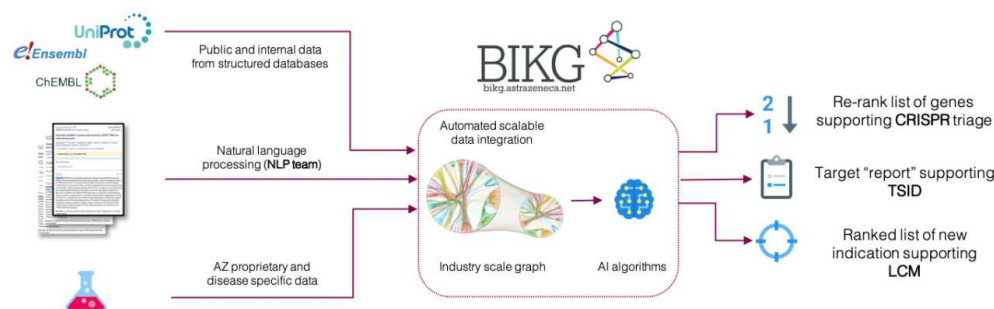 UniProt
e!Ensembl
ChEMBL
Public and internal data
from structured databases
Natural language
processing (NLP team)
AZ proprietary and
disease specific data
BIKG
bikg.astrazeneca.net
Automated scalable
data integration
Industry scale graph
AI algorithms
2
1
Re-rank list of genes
supporting CRISPR triage
Target “report” supporting
TSID
Ranked list of new
indication supporting
LCM